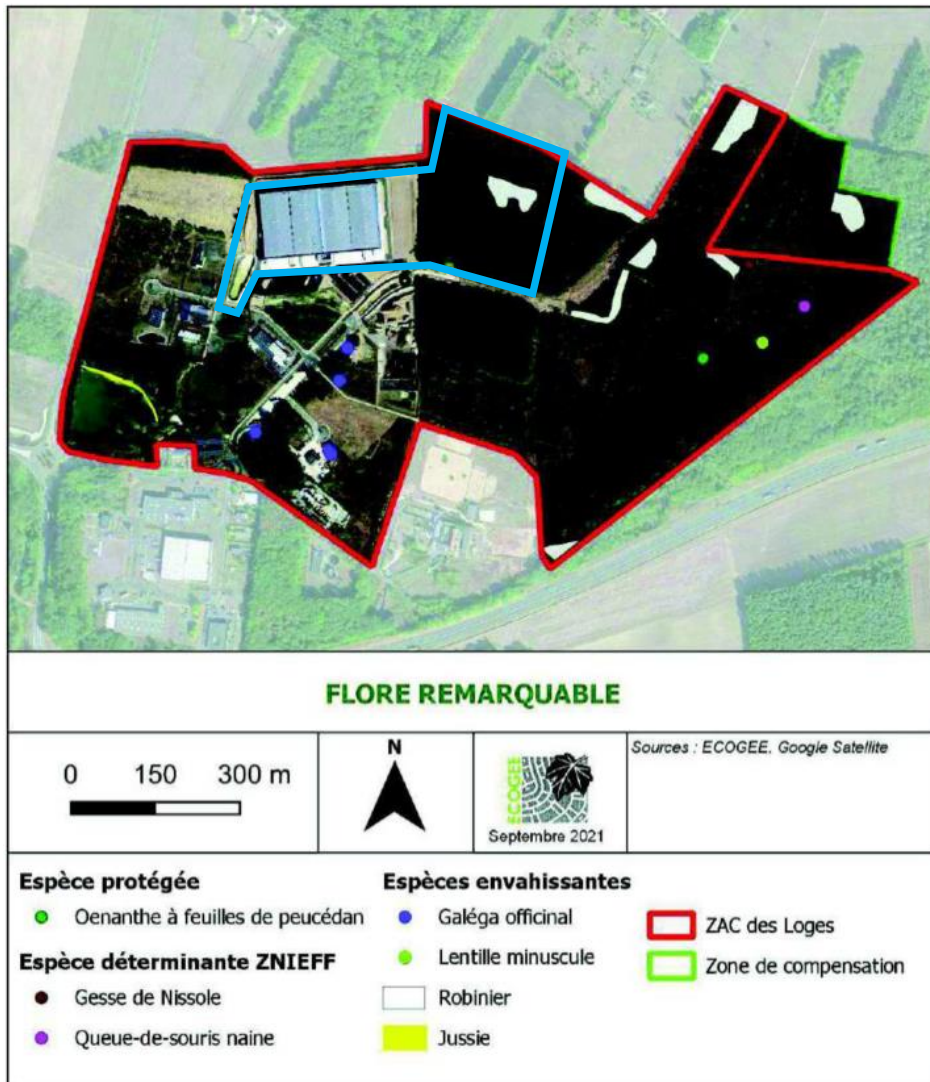 FLORE REMARQUABLE
0 150 300 m
N
ECOGEE
Septembre 2021
Sources : ECOGEE, Google Satellite
Espèce protégée
Oenanthe à feuilles de peucédan
Espèce déterminante ZNIEFF
Gesse de Nissole
Queue-de-souris naine
Espèces envahissantes
Galéga officinal
Lentille minuscule
Robinier
Jussie
ZAC des Loges
Zone de compensation